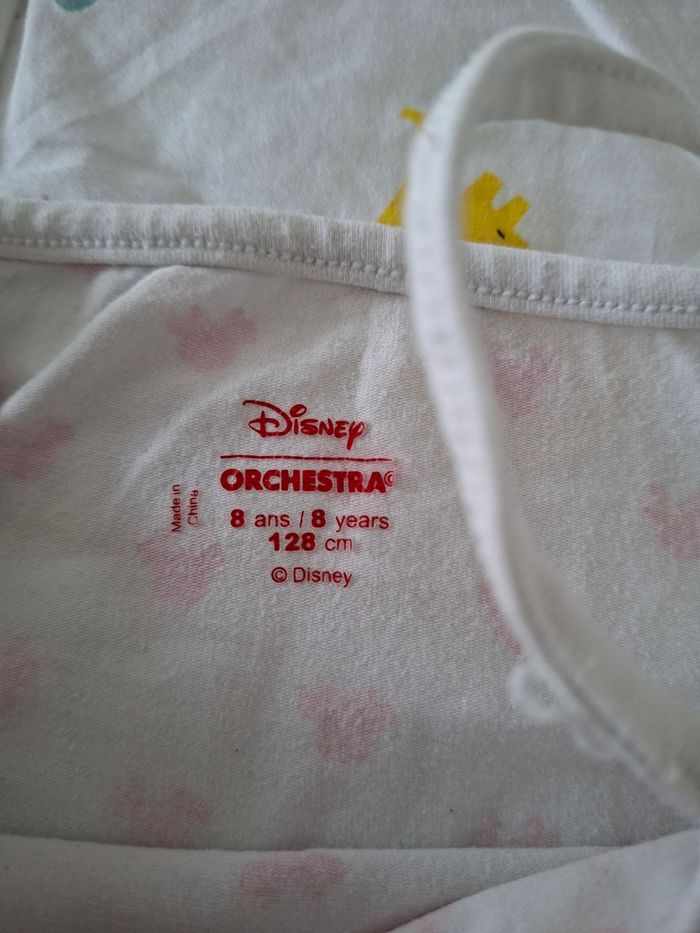 Disney
ORCHESTRA©
8 ans / 8 years
128 cm
© Disney
Made in
China